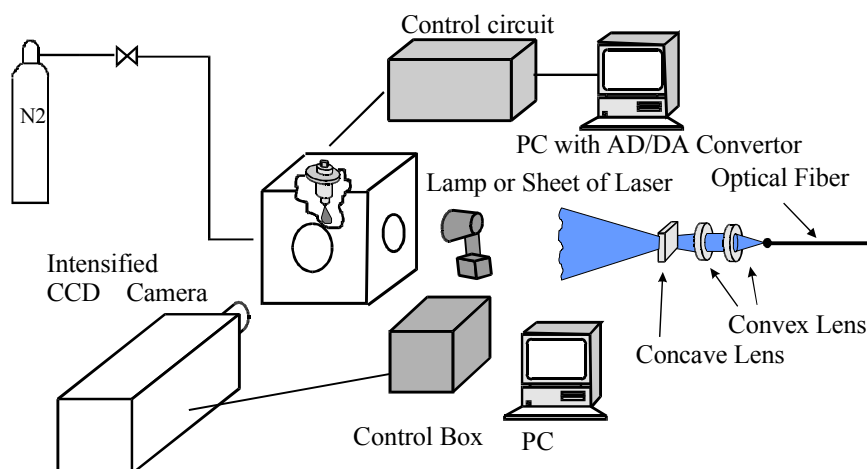 Control circuit
N2
PC with AD/DA Convertor
Lamp or Sheet of Laser
Optical Fiber
Intensified
CCD Camera
Convex Lens
Concave Lens
Control Box
PC